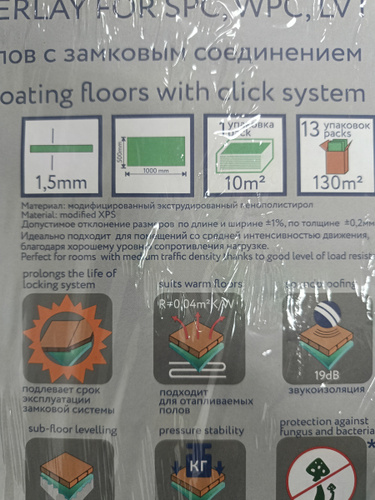 ERLAY FOR SPC, WPC, LVT
лов с замковым соединением
oating floors with click system
1,5mm
500mm
1000 mm
1 упаковка
pack
10m²
13 упаковок
packs
130m²
Материал: модифицированный экструдированный пенополистирол
Material: modified XPS
Допустимое отклонение размеров по длине и ширине ±1%, по толщине ±0,2мм
Идеально подходит для помещений со средней интенсивностью движения,
благодаря хорошему уровню сопротивления нагрузке.
Perfect for rooms with medium traffic density thanks to good level of load resist
prolongs the life of
locking system
подлевает срок
эксплуатации
замковой системы
suits warm floors
R=0,04m²K/W
подходит
для отапливаемых
полов
19dB
звукоизоляция
sub-floor levelling
pressure stability
КГ
protection against
fungus and bacteria
*